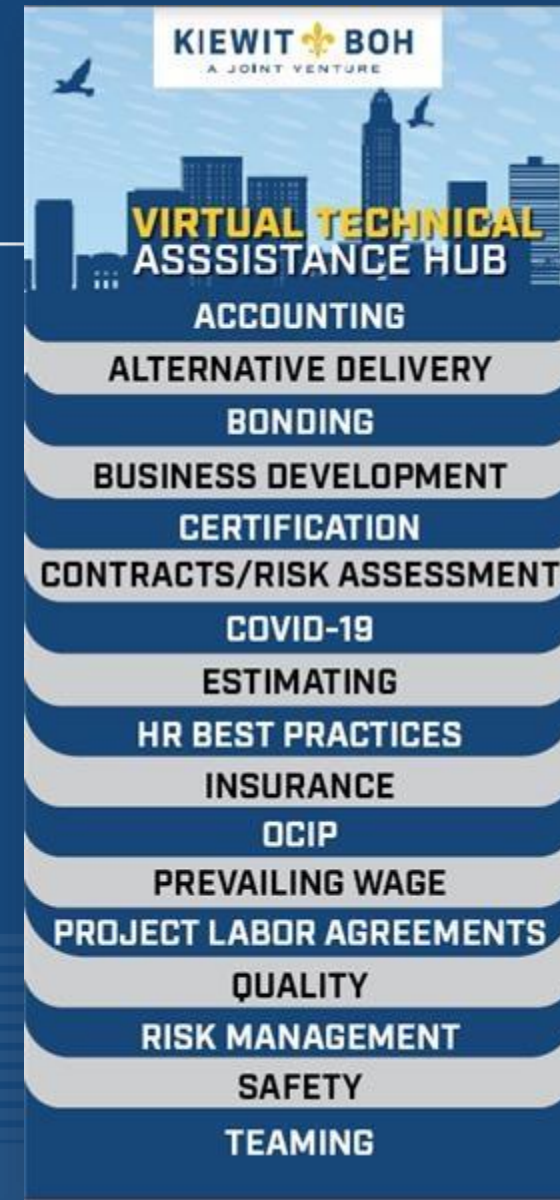 KIEWIT BOH
A JOINT VENTURE
VIRTUAL TECHNICAL
ASSSISTANCE HUB
ACCOUNTING
ALTERNATIVE DELIVERY
BONDING
BUSINESS DEVELOPMENT
CERTIFICATION
CONTRACTS/RISK ASSESSMENT
COVID-19
ESTIMATING
HR BEST PRACTICES
INSURANCE
OCIP
PREVAILING WAGE
PROJECT LABOR AGREEMENTS
QUALITY
RISK MANAGEMENT
SAFETY
TEAMING